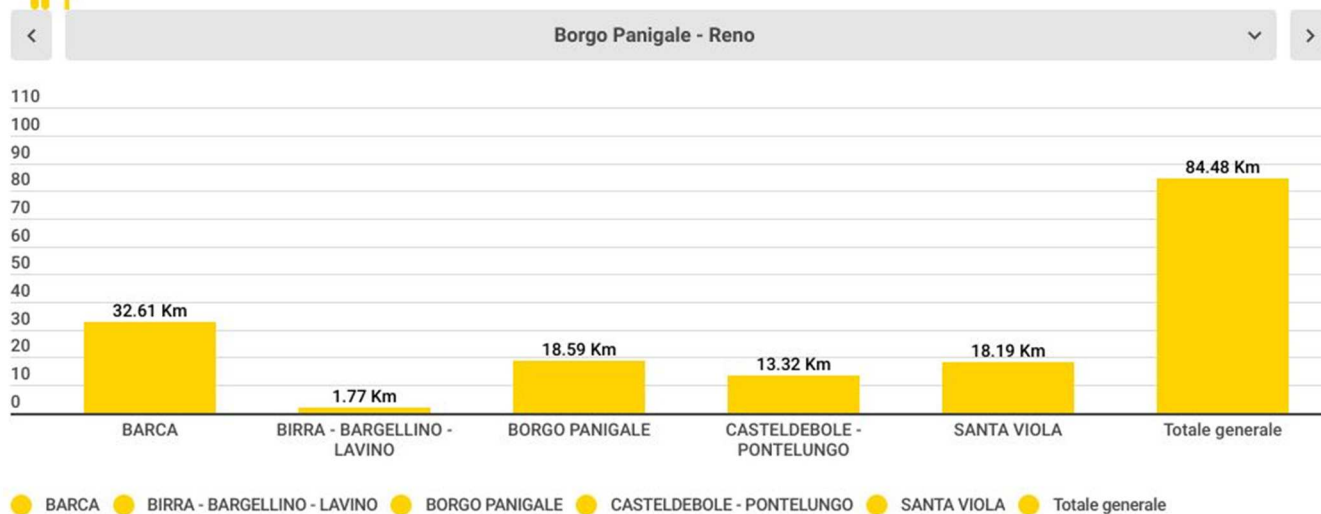 Borgo Panigale - Reno
110
100
90
80
70
60
50
40
30
20
10
0
32.61 Km
1.77 Km
18.59 Km
13.32 Km
18.19 Km
84.48 Km
BARCA
BIRRA - BARGELLINO -
LAVINO
BORGO PANIGALE
CASTELDEBOLE -
PONTELUNGO
SANTA VIOLA
Totale generale
BARCA BIRRA - BARGELLINO - LAVINO BORGO PANIGALE CASTELDEBOLE - PONTELUNGO SANTA VIOLA Totale generale